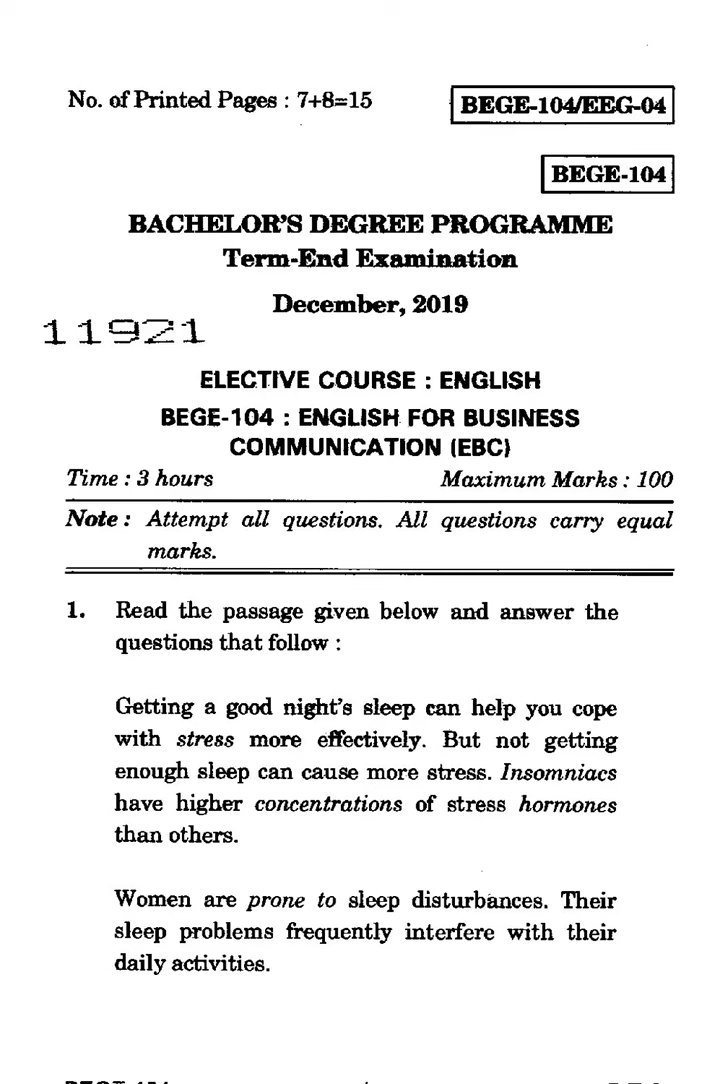 No. of Printed Pages : 7+8=15
BEGE-104/EEG-04
BEGE-104
BACHELOR'S DEGREE PROGRAMME
Term-End Examination
December, 2019
11921
ELECTIVE COURSE : ENGLISH
BEGE-104 : ENGLISH FOR BUSINESS
COMMUNICATION (EBC)
Time : 3 hours Maximum Marks : 100
Note : Attempt all questions. All questions carry equal
marks.
1. Read the passage given below and answer the
questions that follow :
Getting a good night's sleep can help you cope
with stress more effectively. But not getting
enough sleep can cause more stress. Insomniacs
have higher concentrations of stress hormones
than others.
Women are prone to sleep disturbances. Their
sleep problems frequently interfere with their
daily activities.